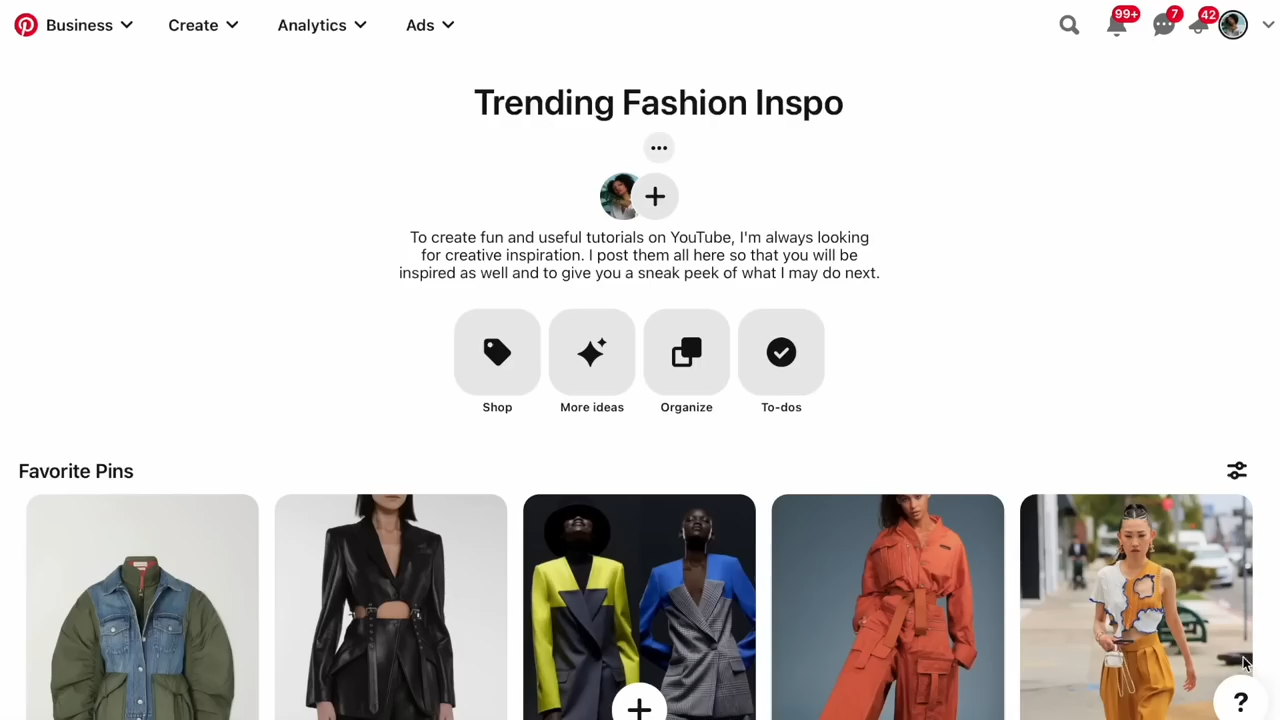 Business
Create
Analytics
Ads
99+
7
42
Trending Fashion Inspo
To create fun and useful tutorials on YouTube, I'm always looking
for creative inspiration. I post them all here so that you will be
inspired as well and to give you a sneak peek of what I may do next.
Shop
More ideas
Organize
To-dos
Favorite Pins
?